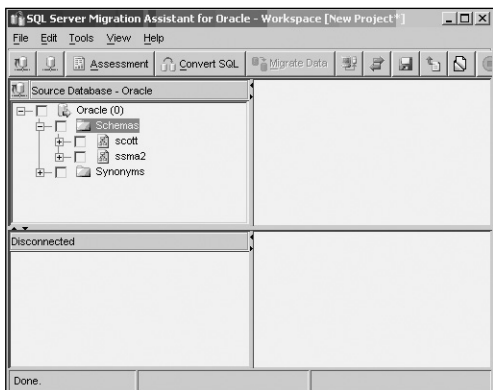 SQL Server Migration Assistant for Oracle - Workspace [New Project*]
File Edit Tools View Help
Assessment Convert SQL Migrate Data
Source Database - Oracle
Oracle (0)
Schemas
scott
ssma2
Synonyms
Disconnected
Done.